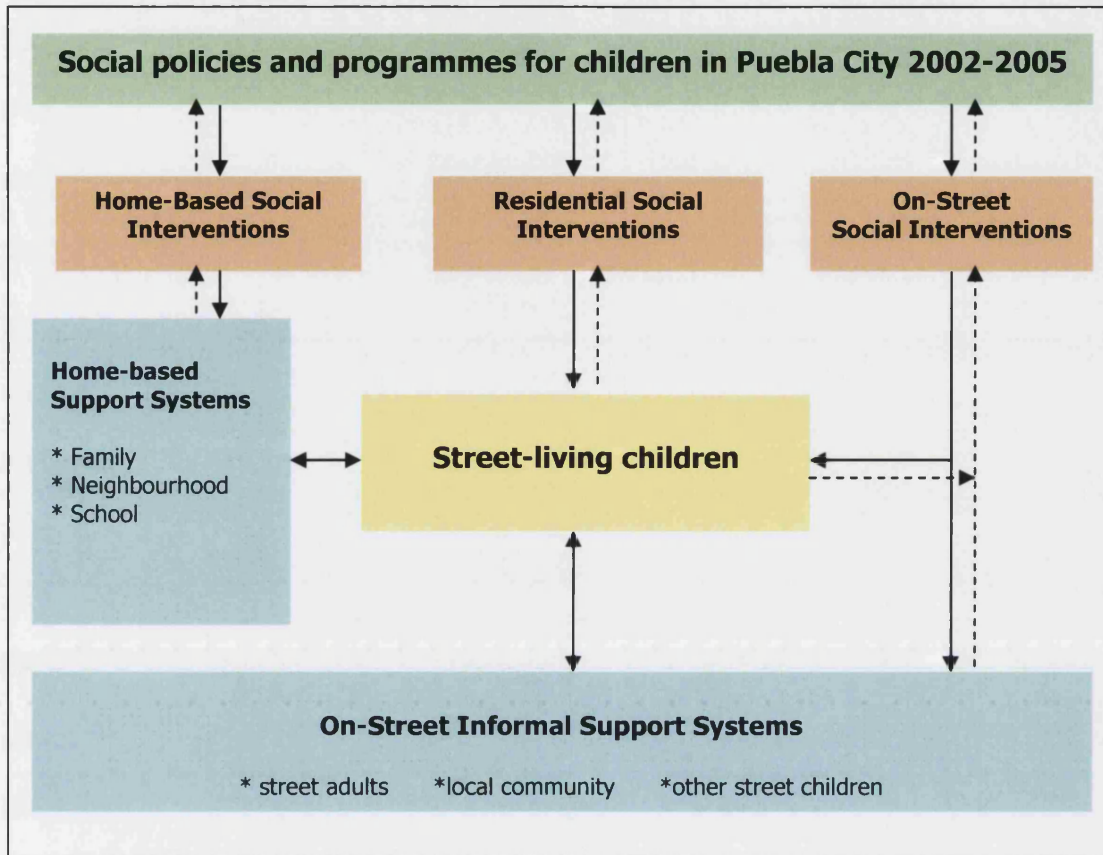 Social policies and programmes for children in Puebla City 2002-2005
Home-Based Social
Interventions
Residential Social
Interventions
On-Street
Social Interventions
Home-based
Support Systems
* Family
* Neighbourhood
* School
Street-living children
On-Street Informal Support Systems
* street adults *local community *other street children